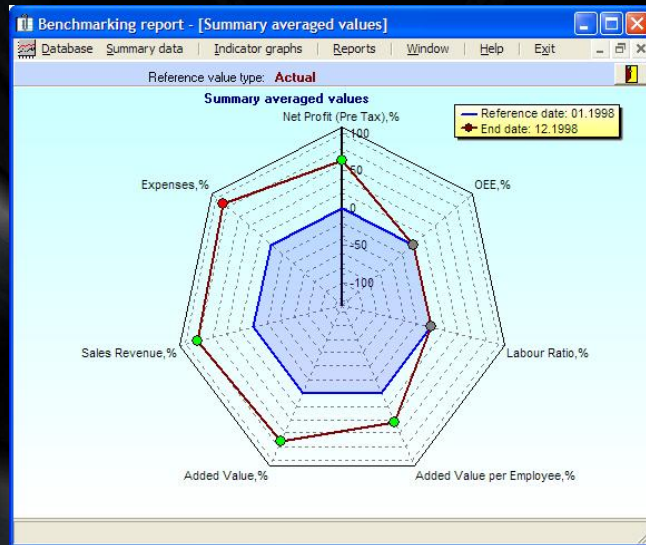 Benchmarking report - [Summary averaged values]
Database Summary data | Indicator graphs | Reports | Window | Help | Exit
Reference value type: Actual
Summary averaged values
Reference date: 01.1998
End date: 12.1998
Net Profit (Pre Tax),%
100
Expenses,%
OEE,%
50
0
-50
-100
Sales Revenue,%
Labour Ratio,%
Added Value,%
Added Value per Employee,%